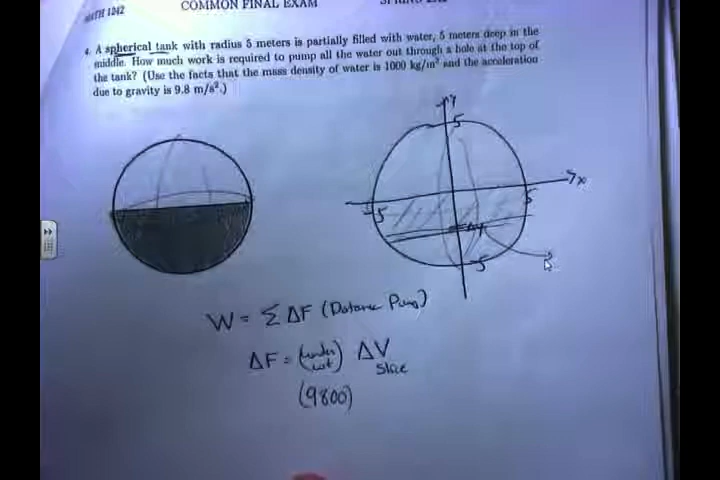 MATH 1242
COMMON FINAL EXAM
4. A spherical tank with radius 5 meters is partially filled with water, 5 meters deep in the
middle. How much work is required to pump all the water out through a hole at the top of
the tank? (Use the facts that the mass density of water is 1000 kg/m³ and the acceleration
due to gravity is 9.8 m/s².)
y
5
x
-5
5
Δy
-5
W = Σ ΔF (Distance Pump)
ΔF = (water wt) ΔV
slice
(9800)